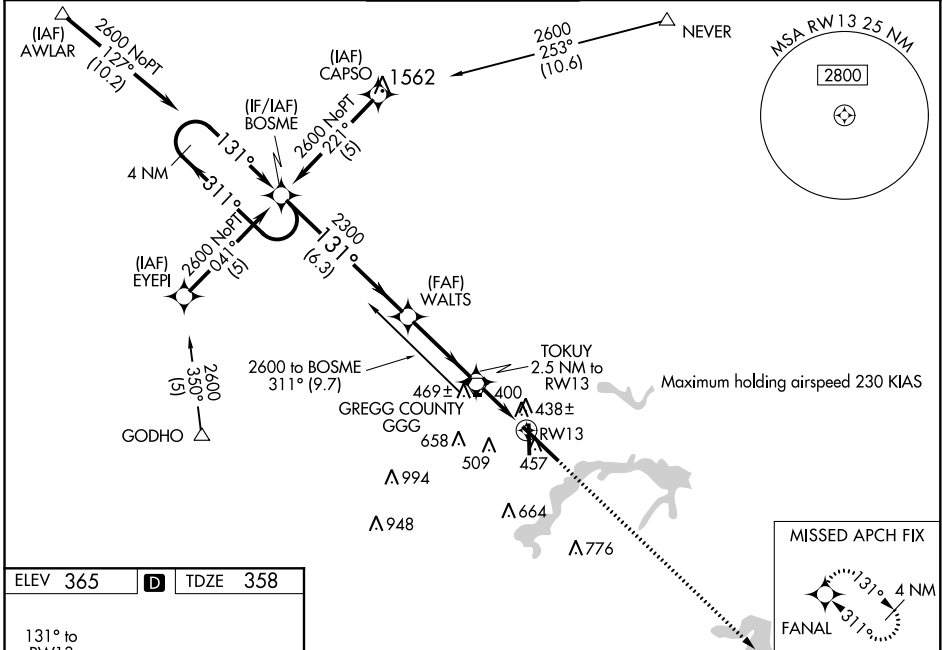 (IAF)
AWLAR
2600 NoPT
127°
(10.2)
(IAF)
CAPSO
1562
2600
253°
(10.6)
NEVER
MSA RW13 25 NM
2800
(IF/IAF)
BOSME
2600 NoPT
221°
(5)
131°
4 NM
311°
2600 NoPT
041°
(5)
(IAF)
EYEPI
2300
131°
(6.3)
(FAF)
WALTS
2600
350°
(5)
GODHO
2600 to BOSME
311° (9.7)
TOKUY
2.5 NM to
RW13
Maximum holding airspeed 230 KIAS
469±
400
438±
GREGG COUNTY
GGG
RW13
658
509
457
994
948
664
776
MISSED APCH FIX
131°
4 NM
311°
FANAL
ELEV 365 D TDZE 358
131° to
RW13